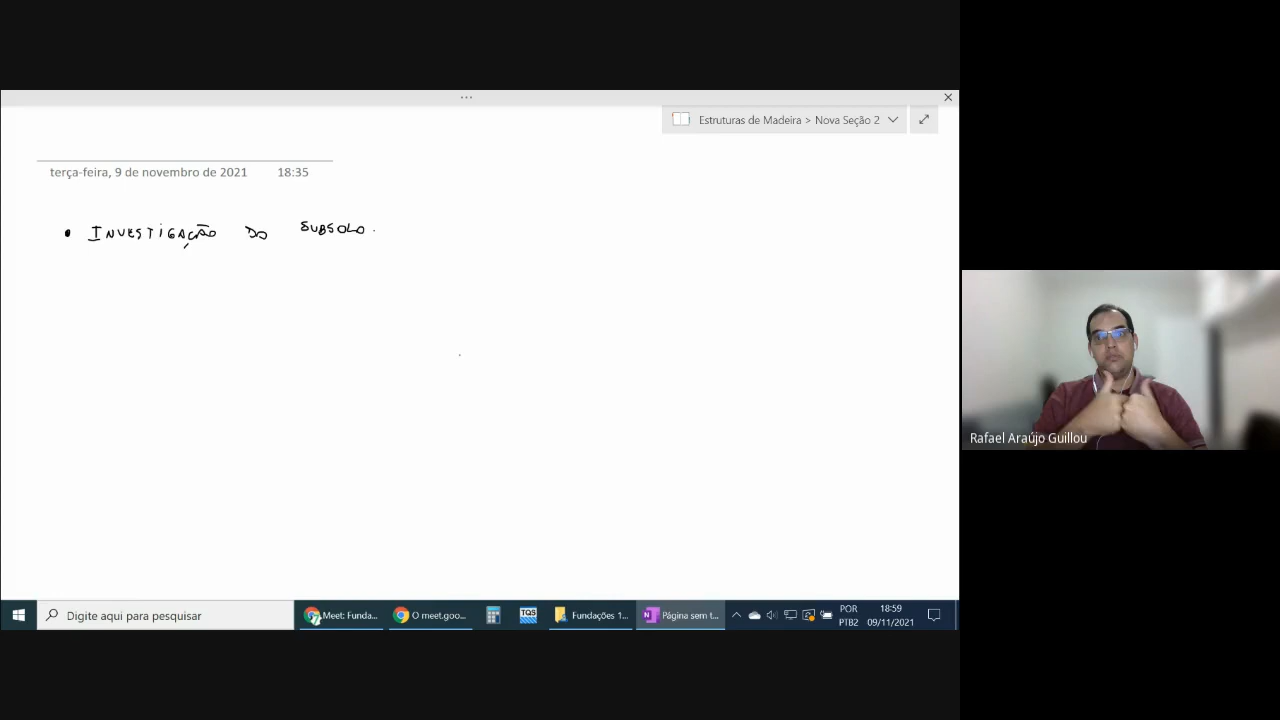 Estruturas de Madeira > Nova Seção 2
terça-feira, 9 de novembro de 2021 18:35
• INVESTIGAÇÃO DO SUBSOLO.
Rafael Araújo Guillou
Digite aqui para pesquisar
Meet: Funda...
O meet.goo...
TQS
Fundações 1...
Página sem t...
POR
PTB2
18:59
09/11/2021